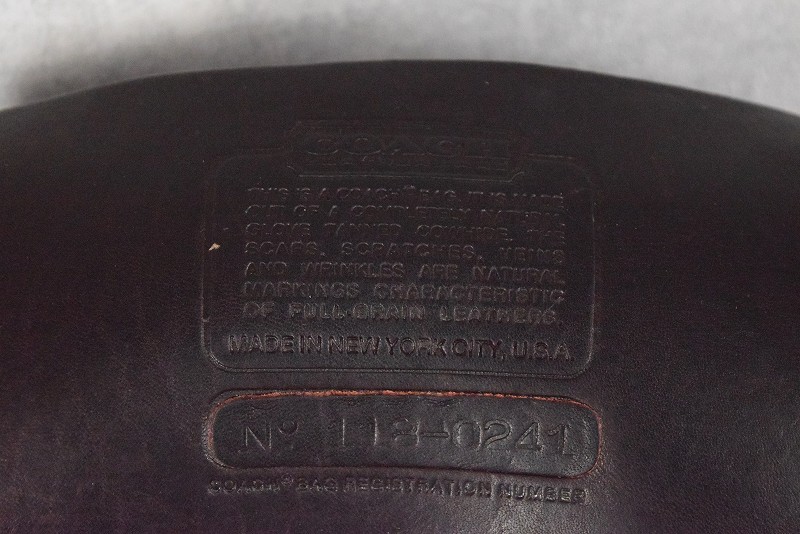 COACH
THIS IS A COACH® BAG. IT IS MADE
OUT OF A COMPLETELY NATURAL
GLOVE TANNED COWHIDE. THE
SCARS, SCRATCHES, VEINS
AND WRINKLES ARE NATURAL
MARKINGS CHARACTERISTIC
OF FULL GRAIN LEATHERS.
MADE IN NEW YORK CITY, U.S.A.
Nº 112-0241
COACH® BAG REGISTRATION NUMBER